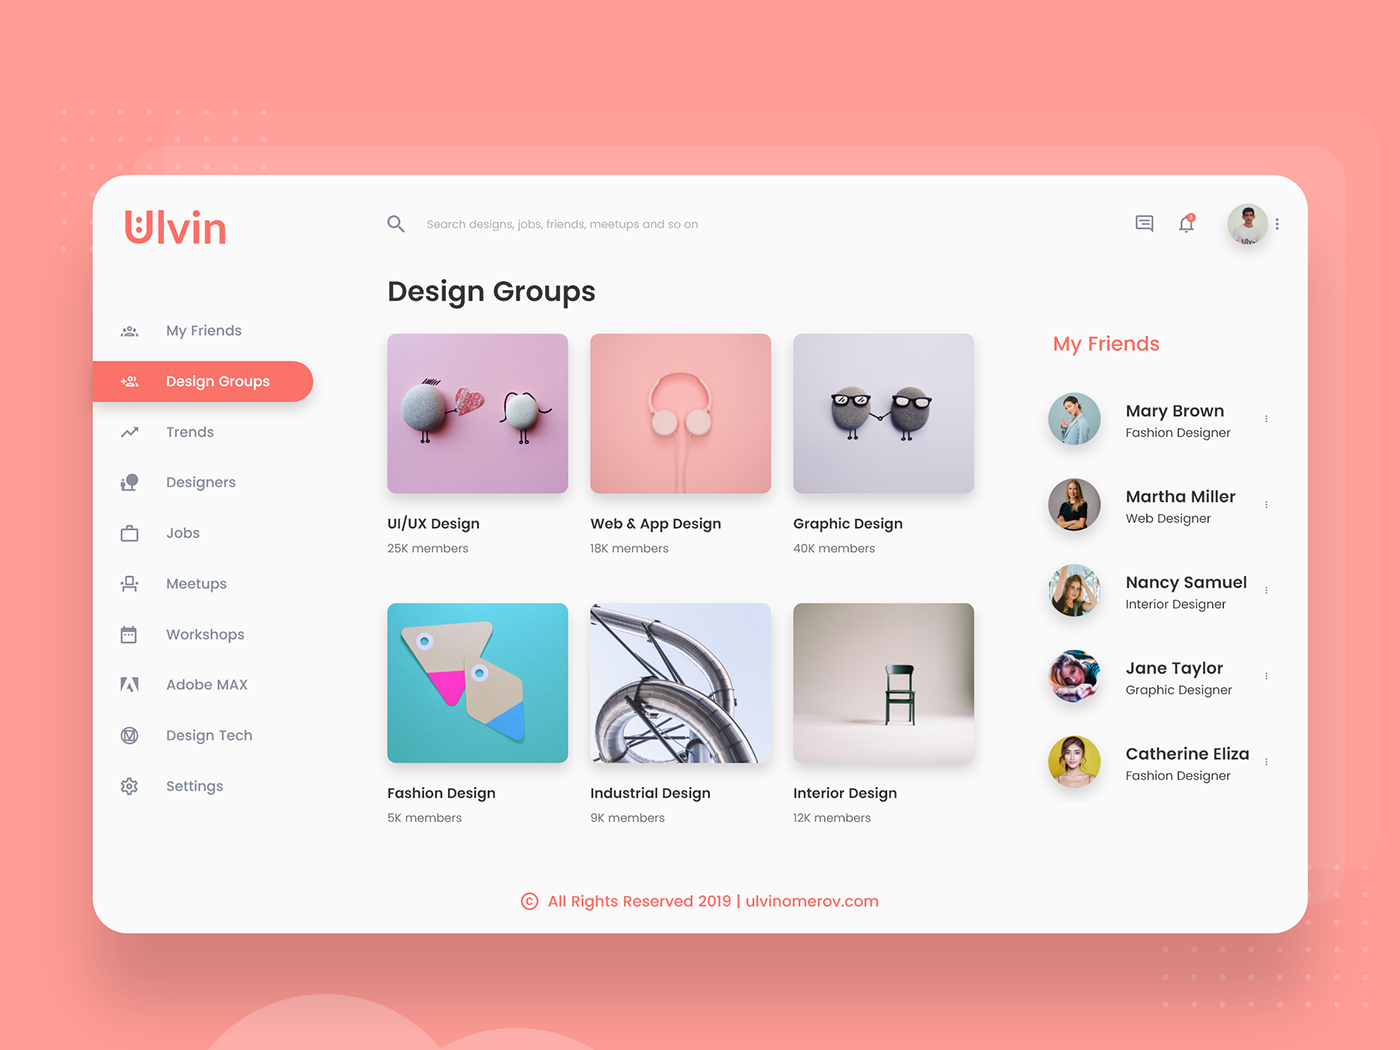 Ulvin
Search designs, jobs, friends, meetups and so on
Design Groups
My Friends
Design Groups
Trends
Designers
Jobs
Meetups
Workshops
Adobe MAX
Design Tech
Settings
UI/UX Design
25K members
Web & App Design
18K members
Graphic Design
40K members
Fashion Design
5K members
Industrial Design
9K members
Interior Design
12K members
My Friends
Mary Brown
Fashion Designer
Martha Miller
Web Designer
Nancy Samuel
Interior Designer
Jane Taylor
Graphic Designer
Catherine Eliza
Fashion Designer
© All Rights Reserved 2019 | ulvinomerov.com